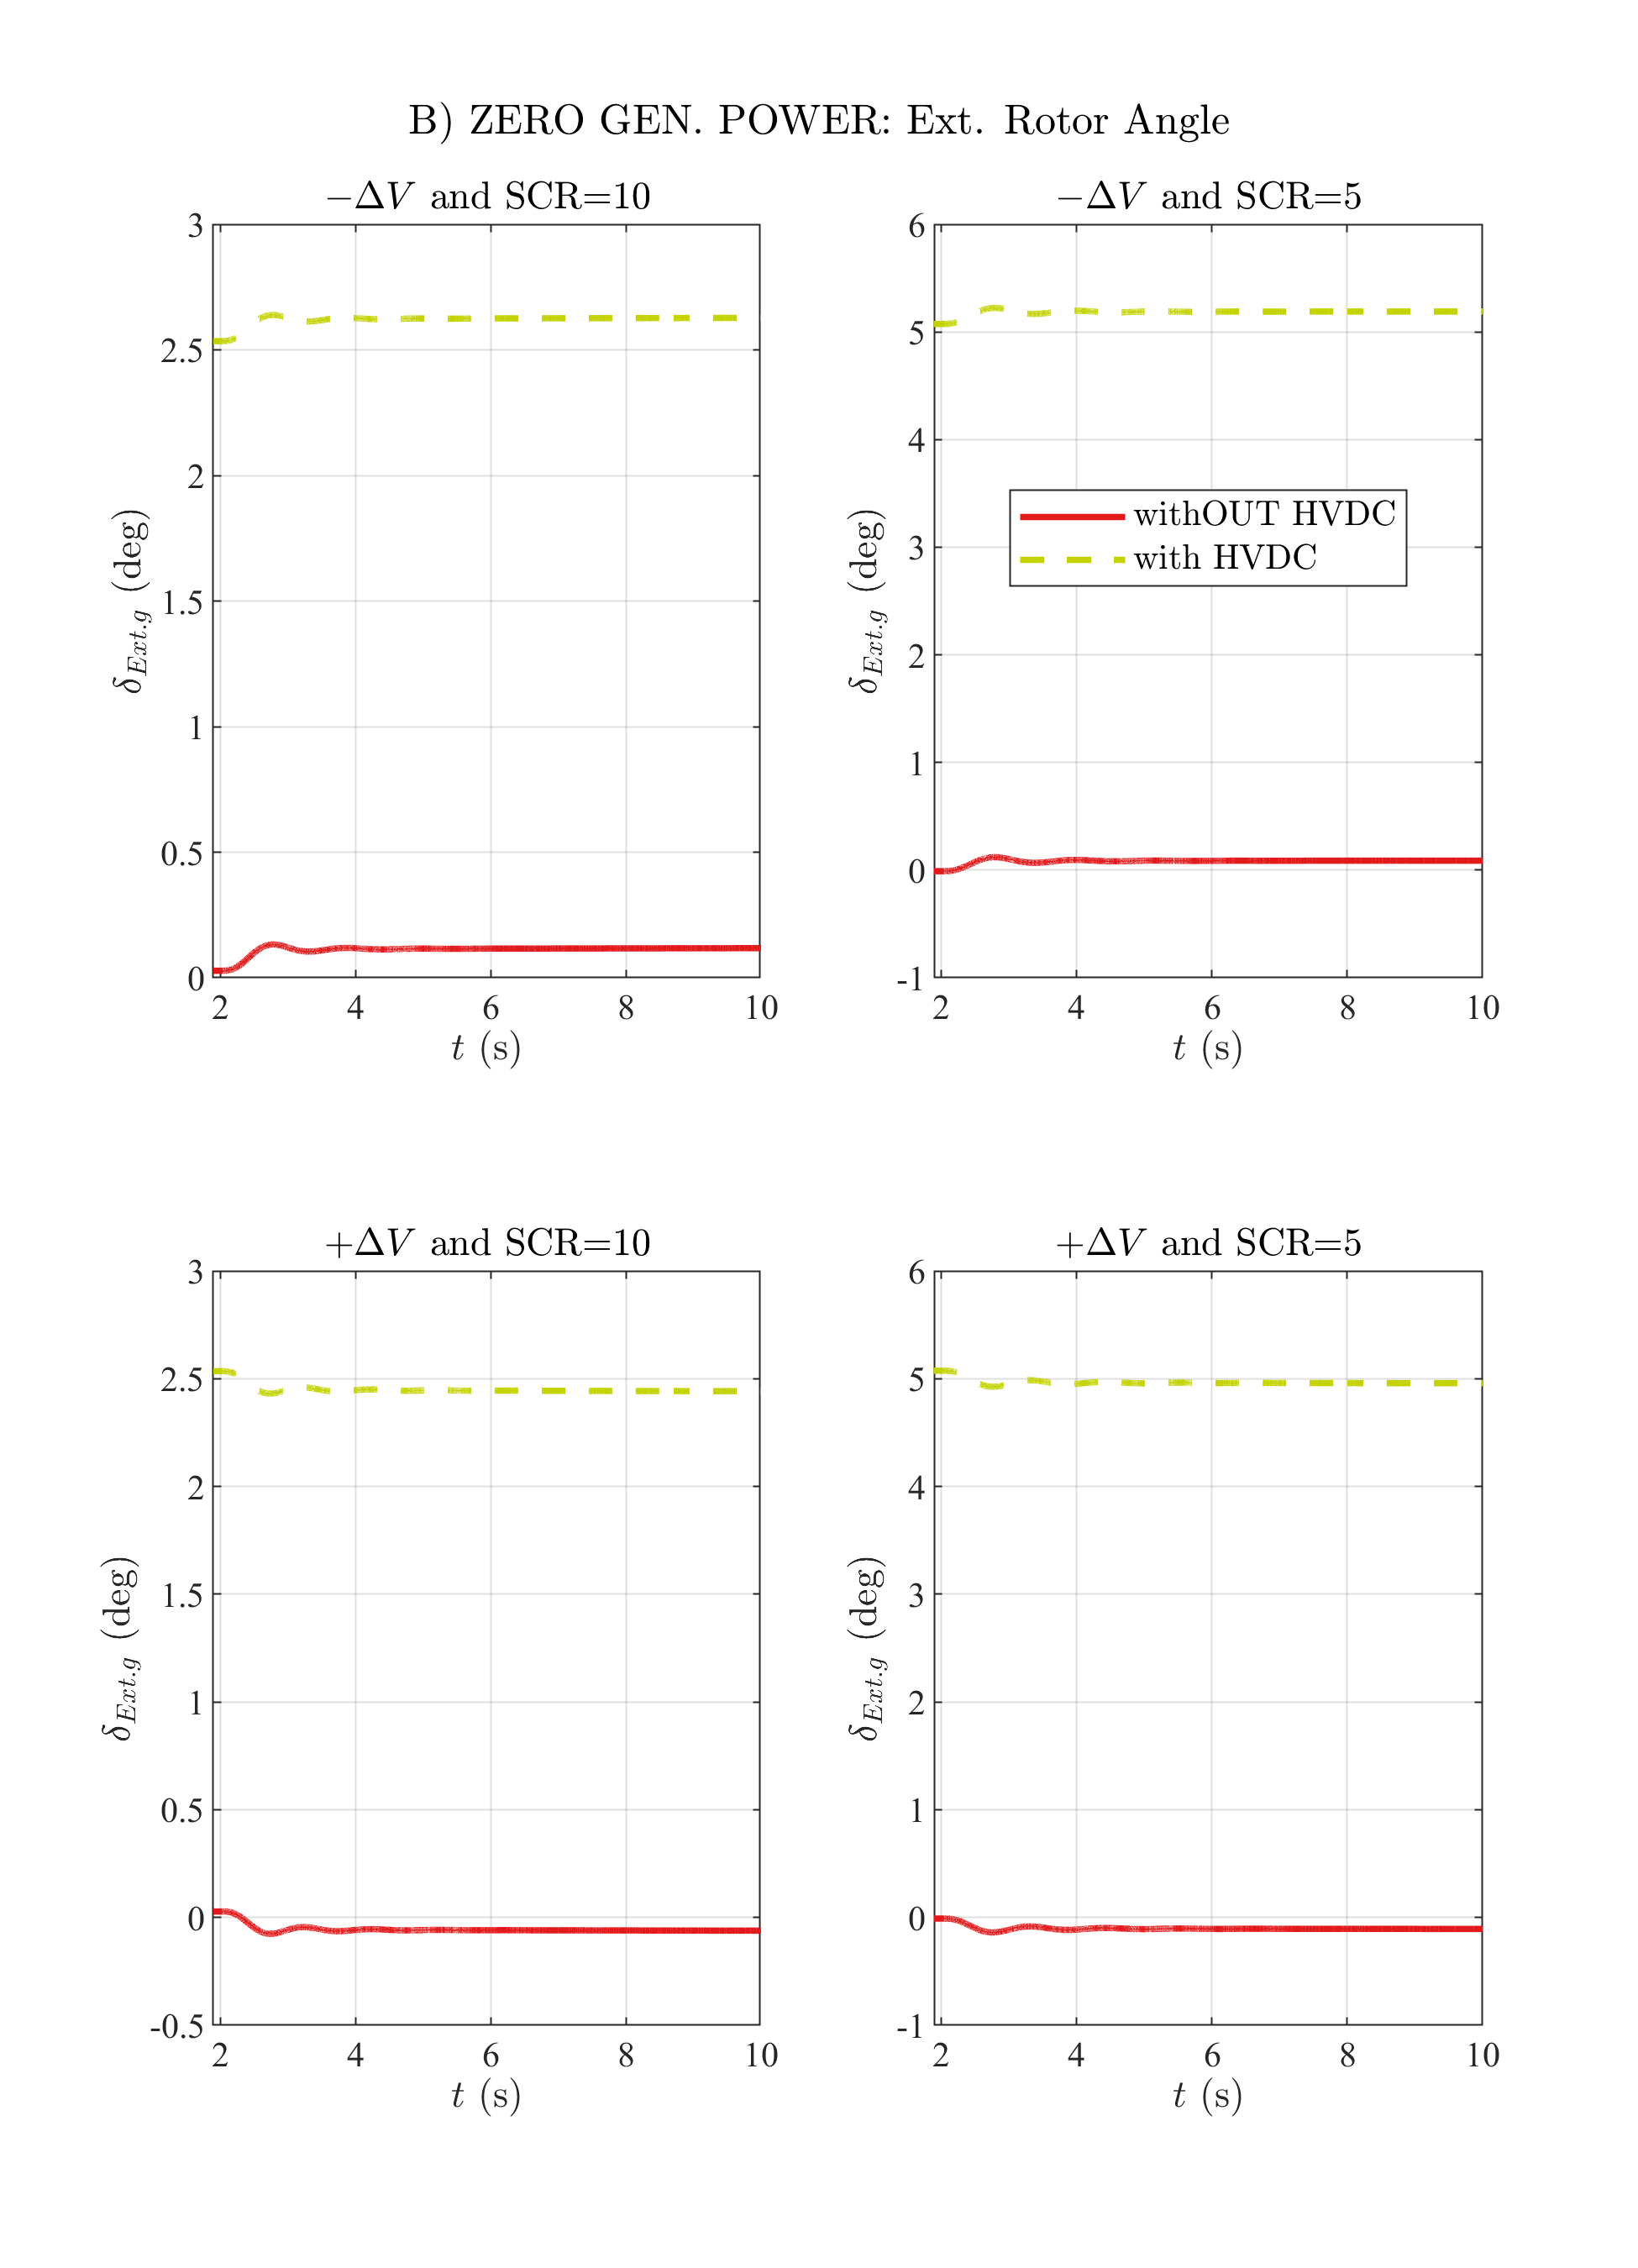 B) ZERO GEN. POWER: Ext. Rotor Angle
−ΔV and SCR=10
3
2.5
2
1.5
1
0.5
0
δExt.g (deg)
2 4 6 8 10
t (s)
−ΔV and SCR=5
6
5
4
3
2
1
0
-1
δExt.g (deg)
withOUT HVDC
with HVDC
2 4 6 8 10
t (s)
+ΔV and SCR=10
3
2.5
2
1.5
1
0.5
0
-0.5
δExt.g (deg)
2 4 6 8 10
t (s)
+ΔV and SCR=5
6
5
4
3
2
1
0
-1
δExt.g (deg)
2 4 6 8 10
t (s)